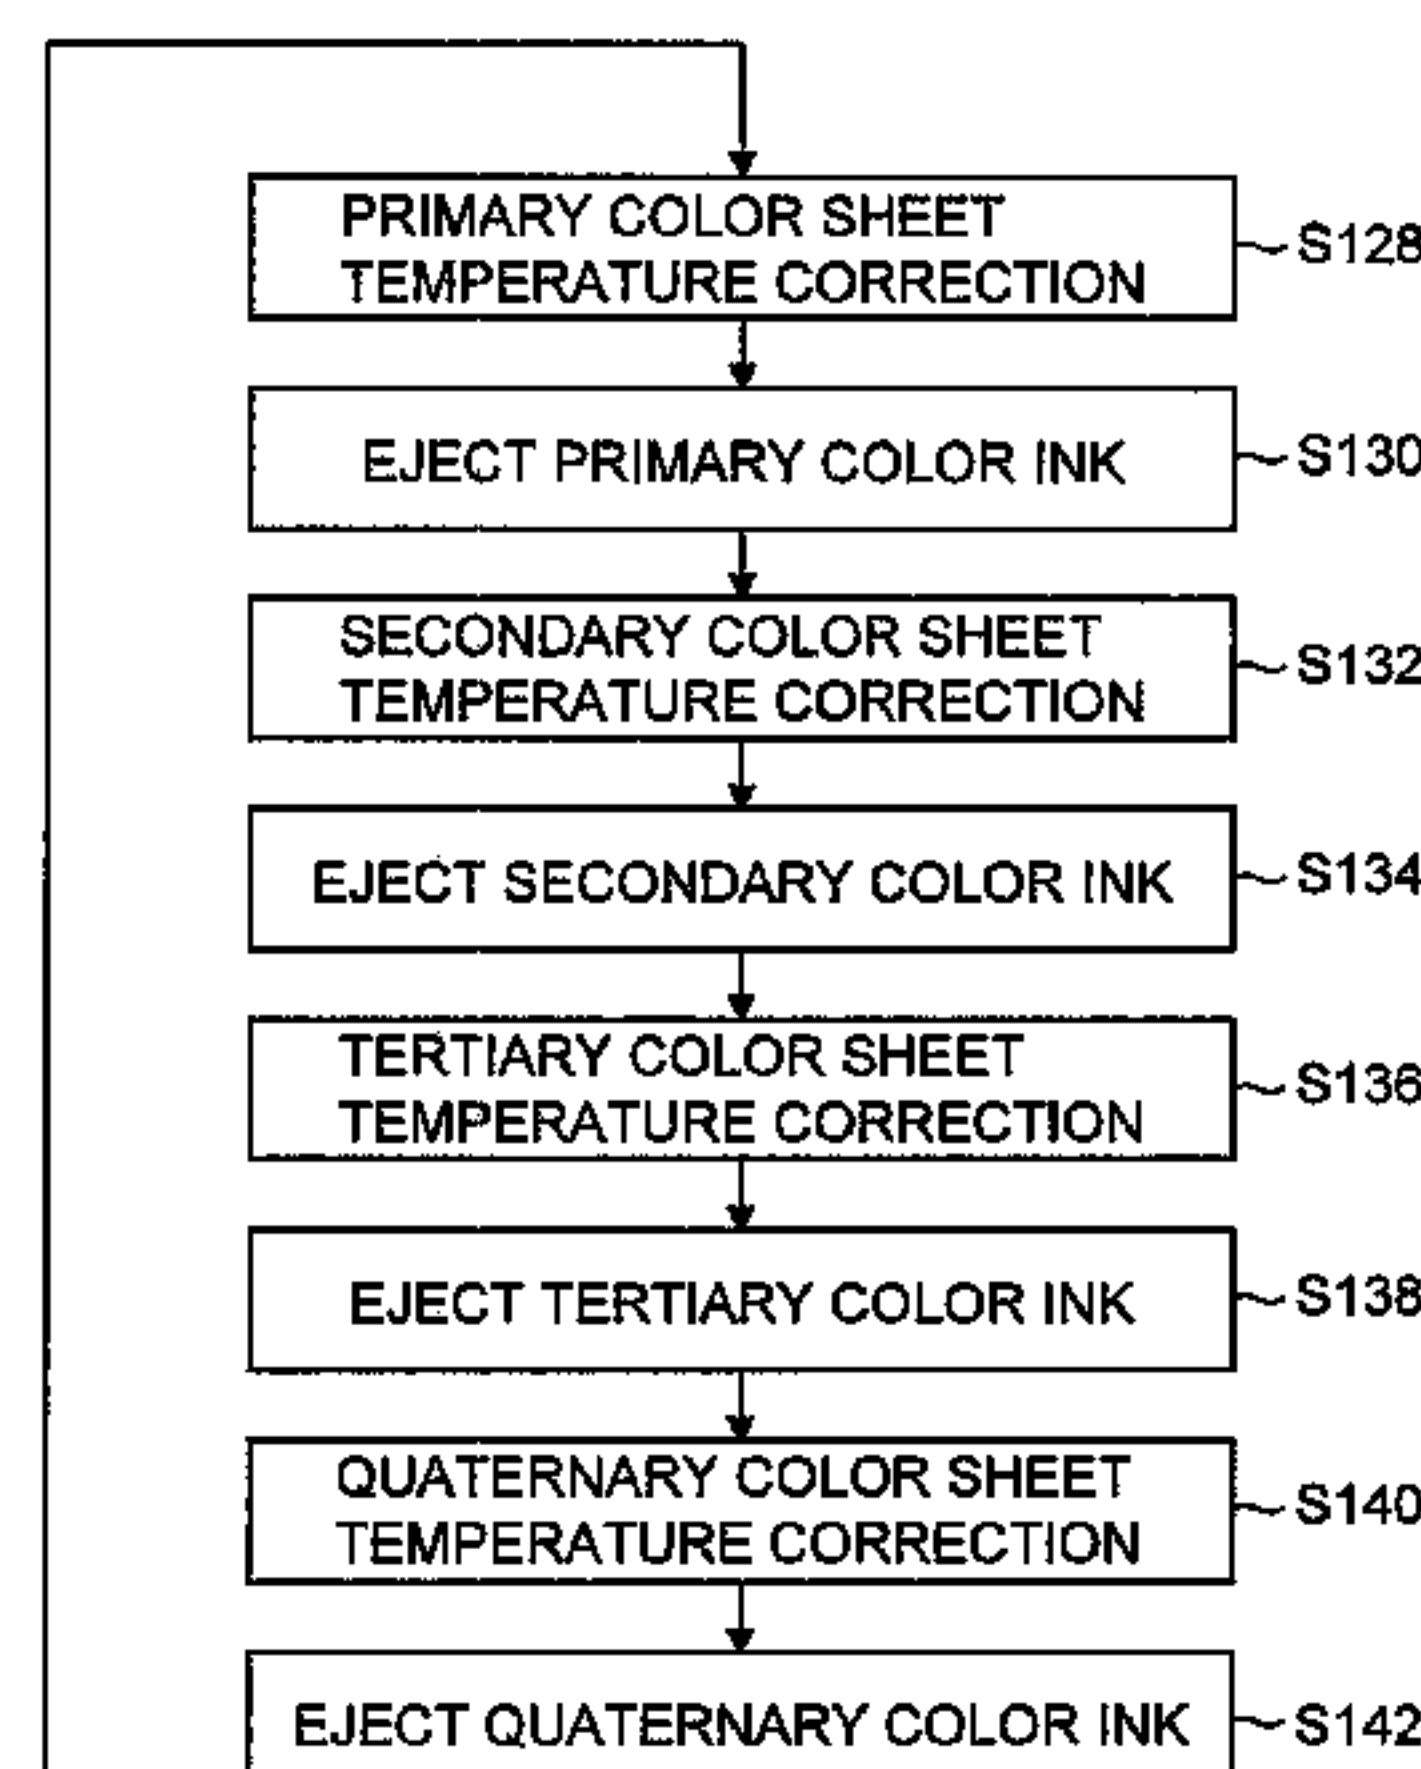 PRIMARY COLOR SHEET
TEMPERATURE CORRECTION
S128
EJECT PRIMARY COLOR INK
S130
SECONDARY COLOR SHEET
TEMPERATURE CORRECTION
S132
EJECT SECONDARY COLOR INK
S134
TERTIARY COLOR SHEET
TEMPERATURE CORRECTION
S136
EJECT TERTIARY COLOR INK
S138
QUATERNARY COLOR SHEET
TEMPERATURE CORRECTION
S140
EJECT QUATERNARY COLOR INK
S142